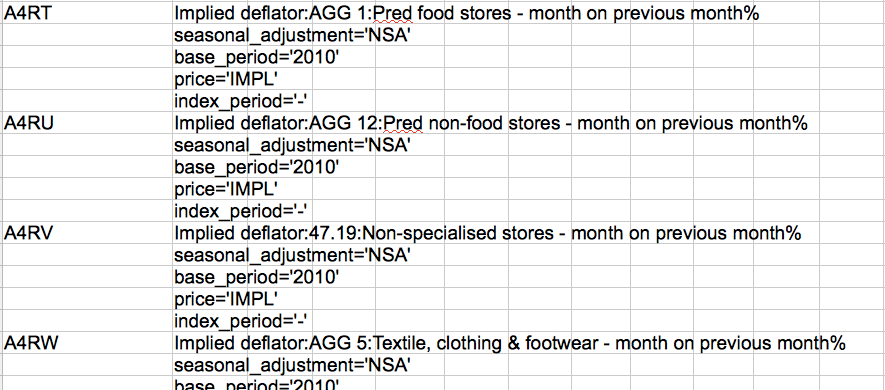 A4RT Implied deflator:AGG 1:Pred food stores - month on previous month%
seasonal_adjustment='NSA'
base_period='2010'
price='IMPL'
index_period='-'
A4RU Implied deflator:AGG 12:Pred non-food stores - month on previous month%
seasonal_adjustment='NSA'
base_period='2010'
price='IMPL'
index_period='-'
A4RV Implied deflator:47.19:Non-specialised stores - month on previous month%
seasonal_adjustment='NSA'
base_period='2010'
price='IMPL'
index_period='-'
A4RW Implied deflator:AGG 5:Textile, clothing & footwear - month on previous month%
seasonal_adjustment='NSA'
base_period='2010'